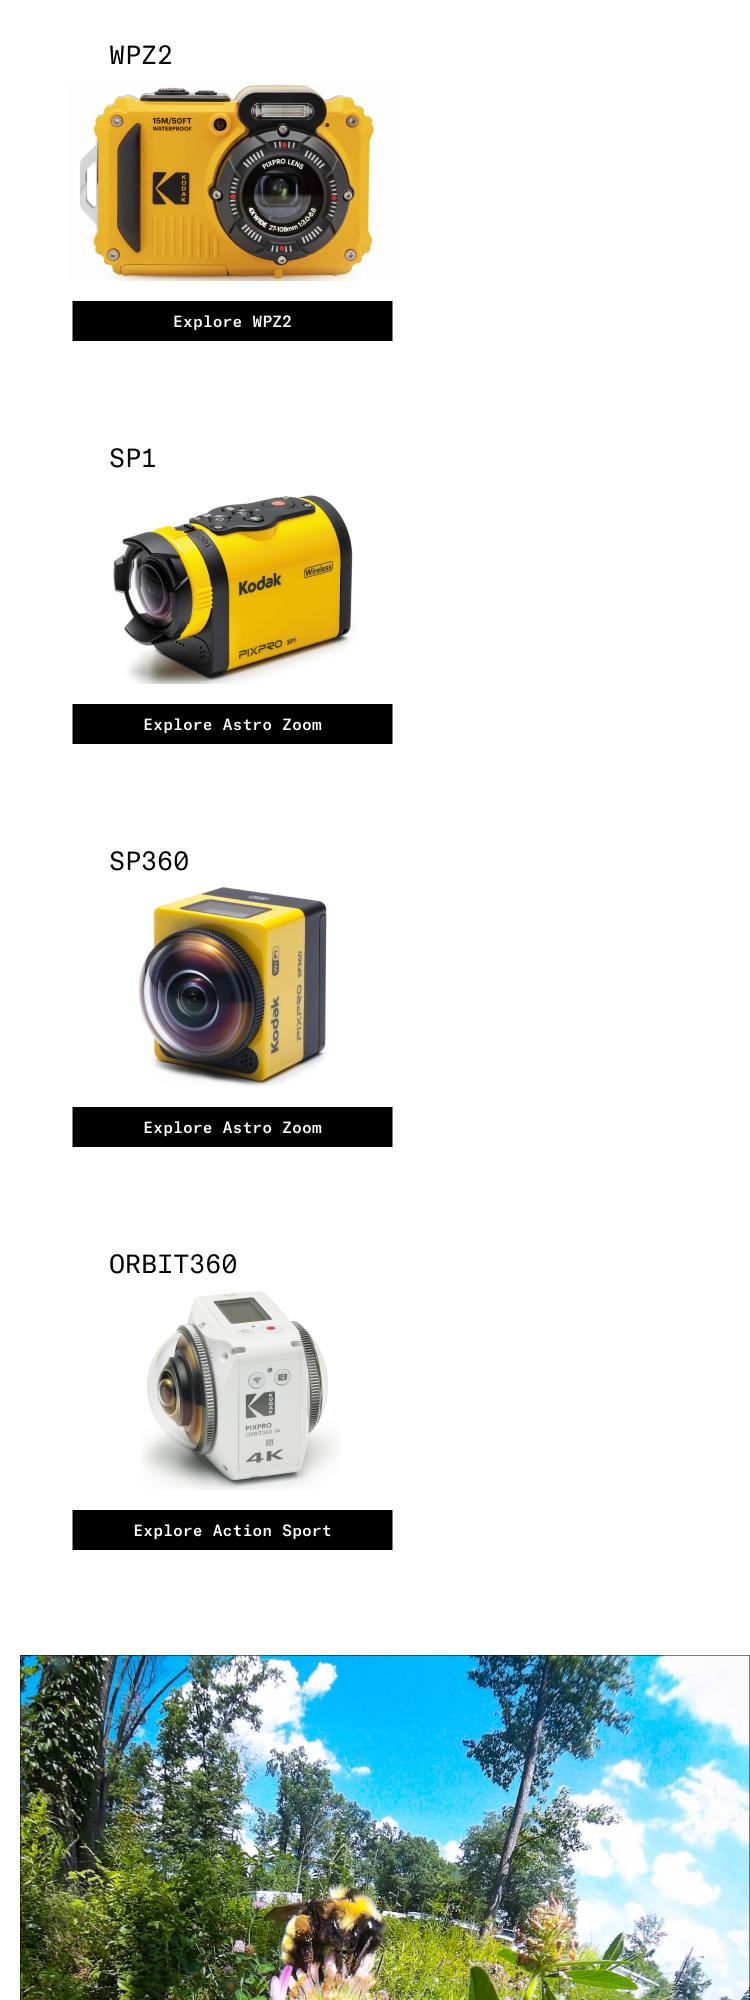 WPZ2
15M/50FT
WATERPROOF
KODAK
PIXPRO LENS
4XWIDE 27-108mm 1:3.0-6.6
Explore WPZ2
SP1
Kodak
Wireless
PIXPRO SP1
Explore Astro Zoom
SP360
WiFi
Kodak
PIXPRO SP360
Explore Astro Zoom
ORBIT360
KODAK
PIXPRO
ORBIT360 4K
4K
Explore Action Sport